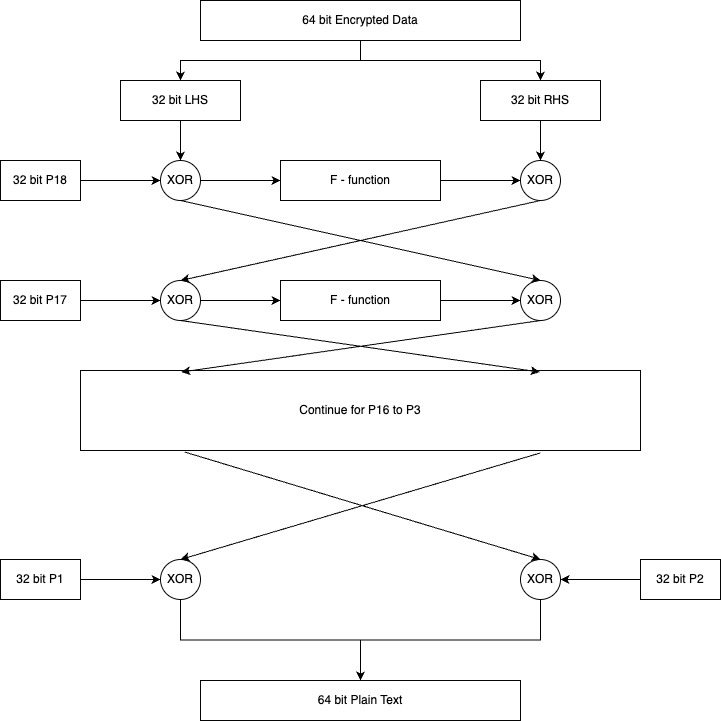 64 bit Encrypted Data
32 bit LHS
32 bit RHS
32 bit P18
XOR
F - function
XOR
32 bit P17
XOR
F - function
XOR
Continue for P16 to P3
32 bit P1
XOR
XOR
32 bit P2
64 bit Plain Text